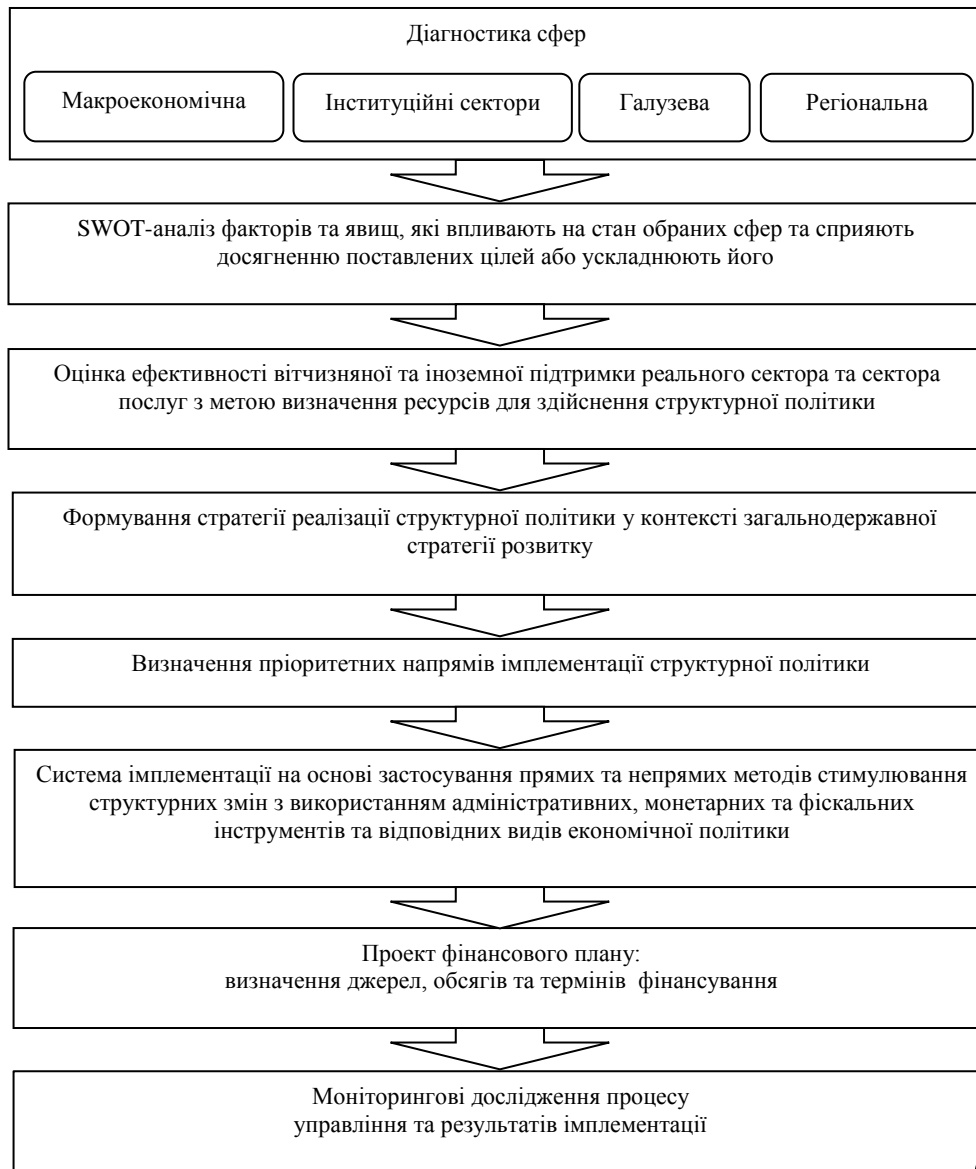 Діагностика сфер
Макроекономічна Інституційні сектори Галузева Регіональна
SWOT-аналіз факторів та явищ, які впливають на стан обраних сфер та сприяють
досягненню поставлених цілей або ускладнюють його
Оцінка ефективності вітчизняної та іноземної підтримки реального сектора та сектора
послуг з метою визначення ресурсів для здійснення структурної політики
Формування стратегії реалізації структурної політики у контексті загальнодержавної
стратегії розвитку
Визначення пріоритетних напрямів імплементації структурної політики
Система імплементації на основі застосування прямих та непрямих методів стимулювання
структурних змін з використанням адміністративних, монетарних та фіскальних
інструментів та відповідних видів економічної політики
Проект фінансового плану:
визначення джерел, обсягів та термінів фінансування
Моніторингові дослідження процесу
управління та результатів імплементації